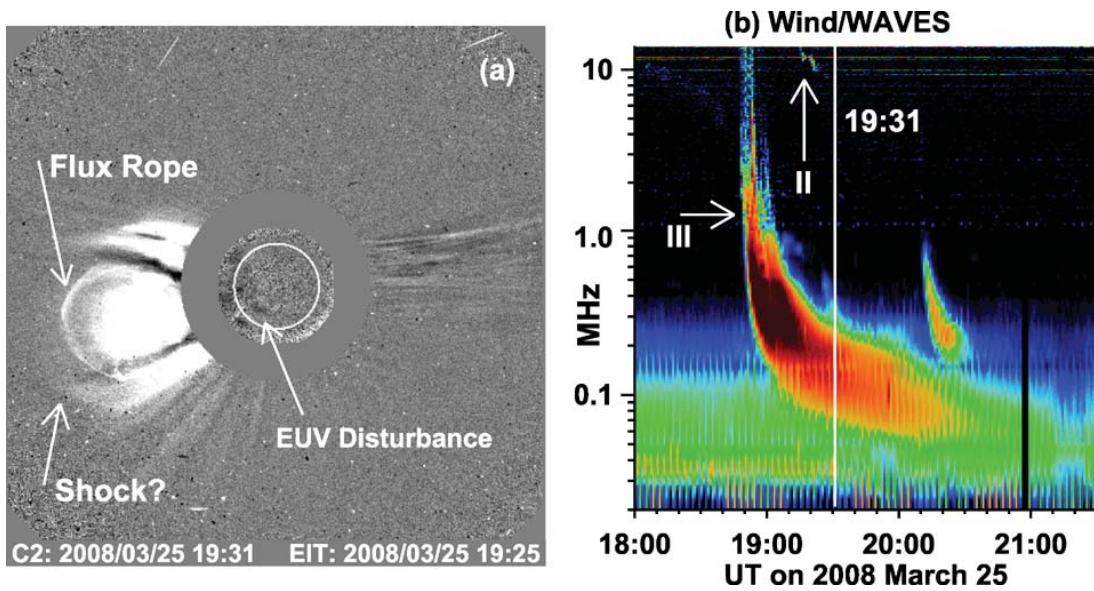 (a)
Flux Rope
EUV Disturbance
Shock?
C2: 2008/03/25 19:31 EIT: 2008/03/25 19:25
(b) Wind/WAVES
10
19:31
II
III
1.0
MHz
0.1
18:00 19:00 20:00 21:00
UT on 2008 March 25